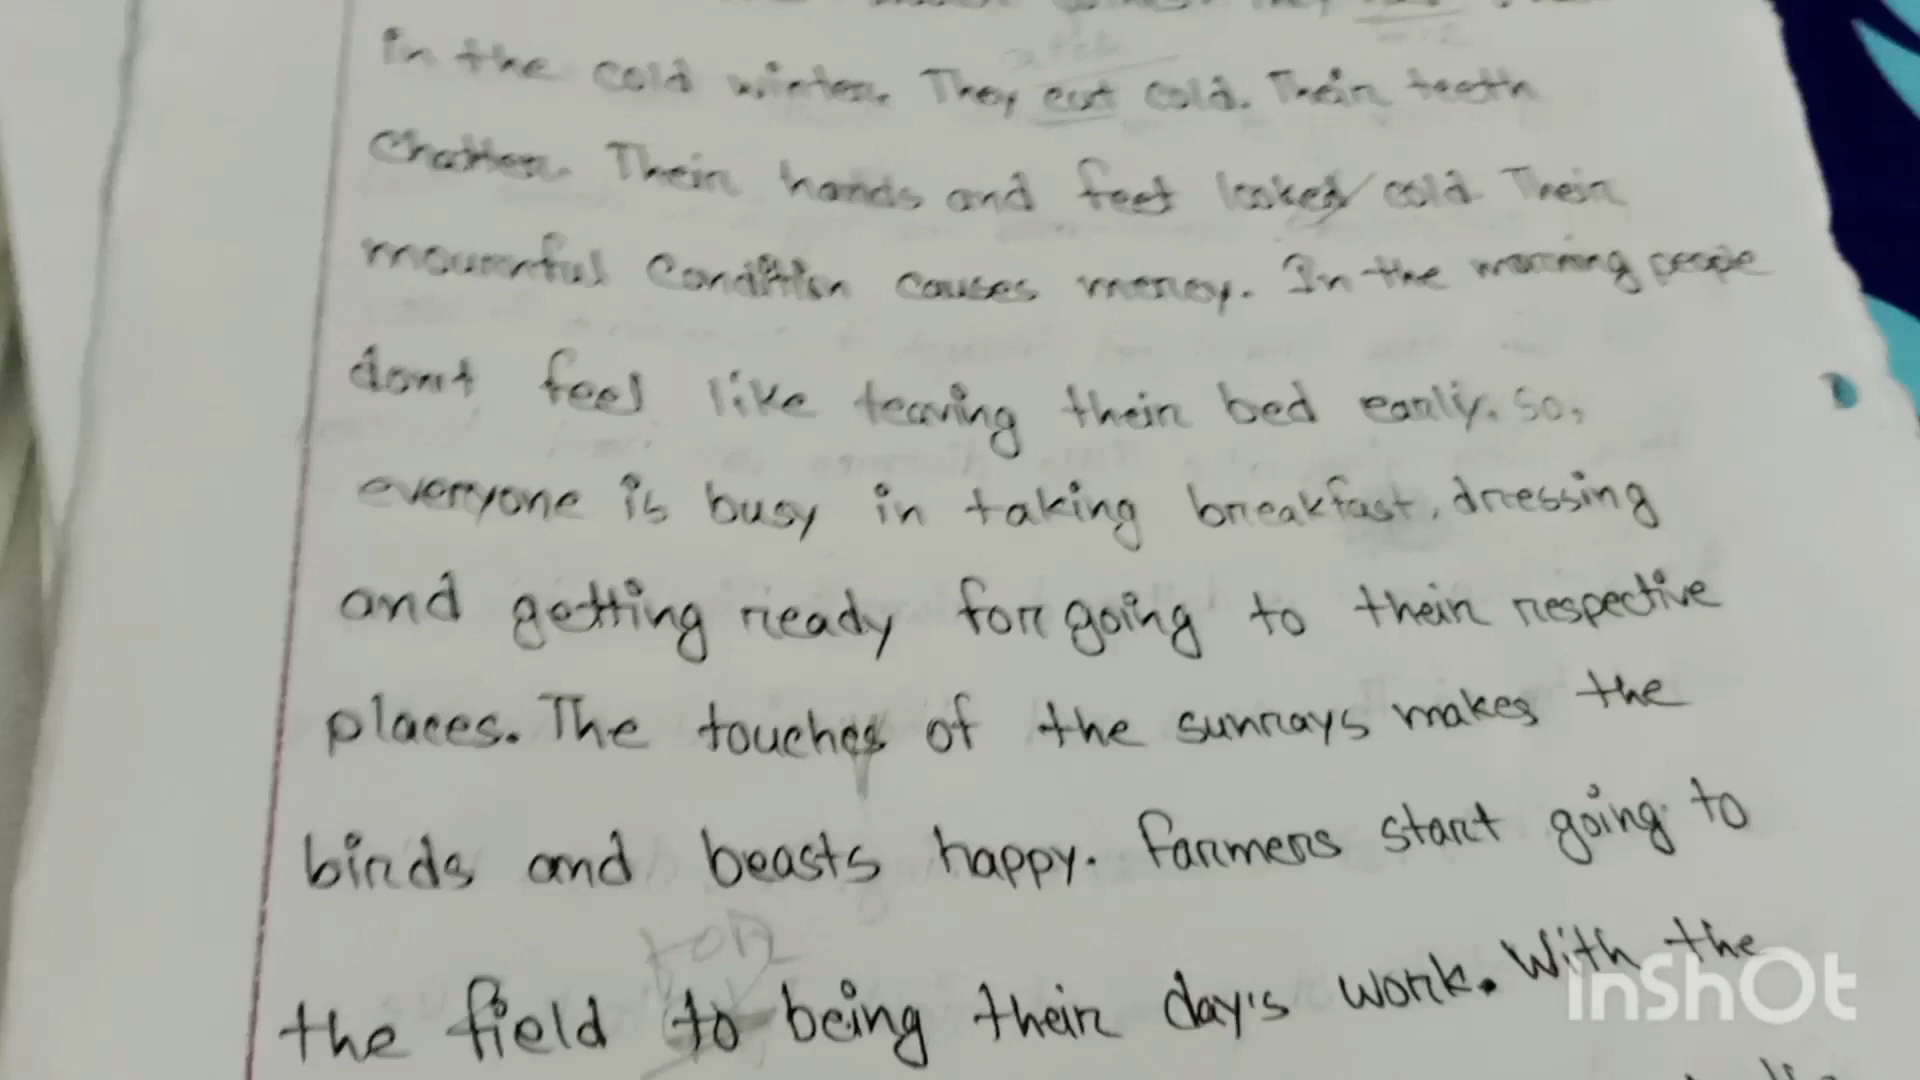 in the cold winter. They cut cold. Their teeth
chatter. Their hands and feet looked cold Their
mournful condition causes mercy. In the morning people
don't feel like teaving their bed early. So,
everyone is busy in taking breakfast, dressing
and getting ready for going to their respective
places. The touches of the sunrays makes the
birds and beasts happy. Farmers start going to
for
the field to being their day's work. With the
InShOt